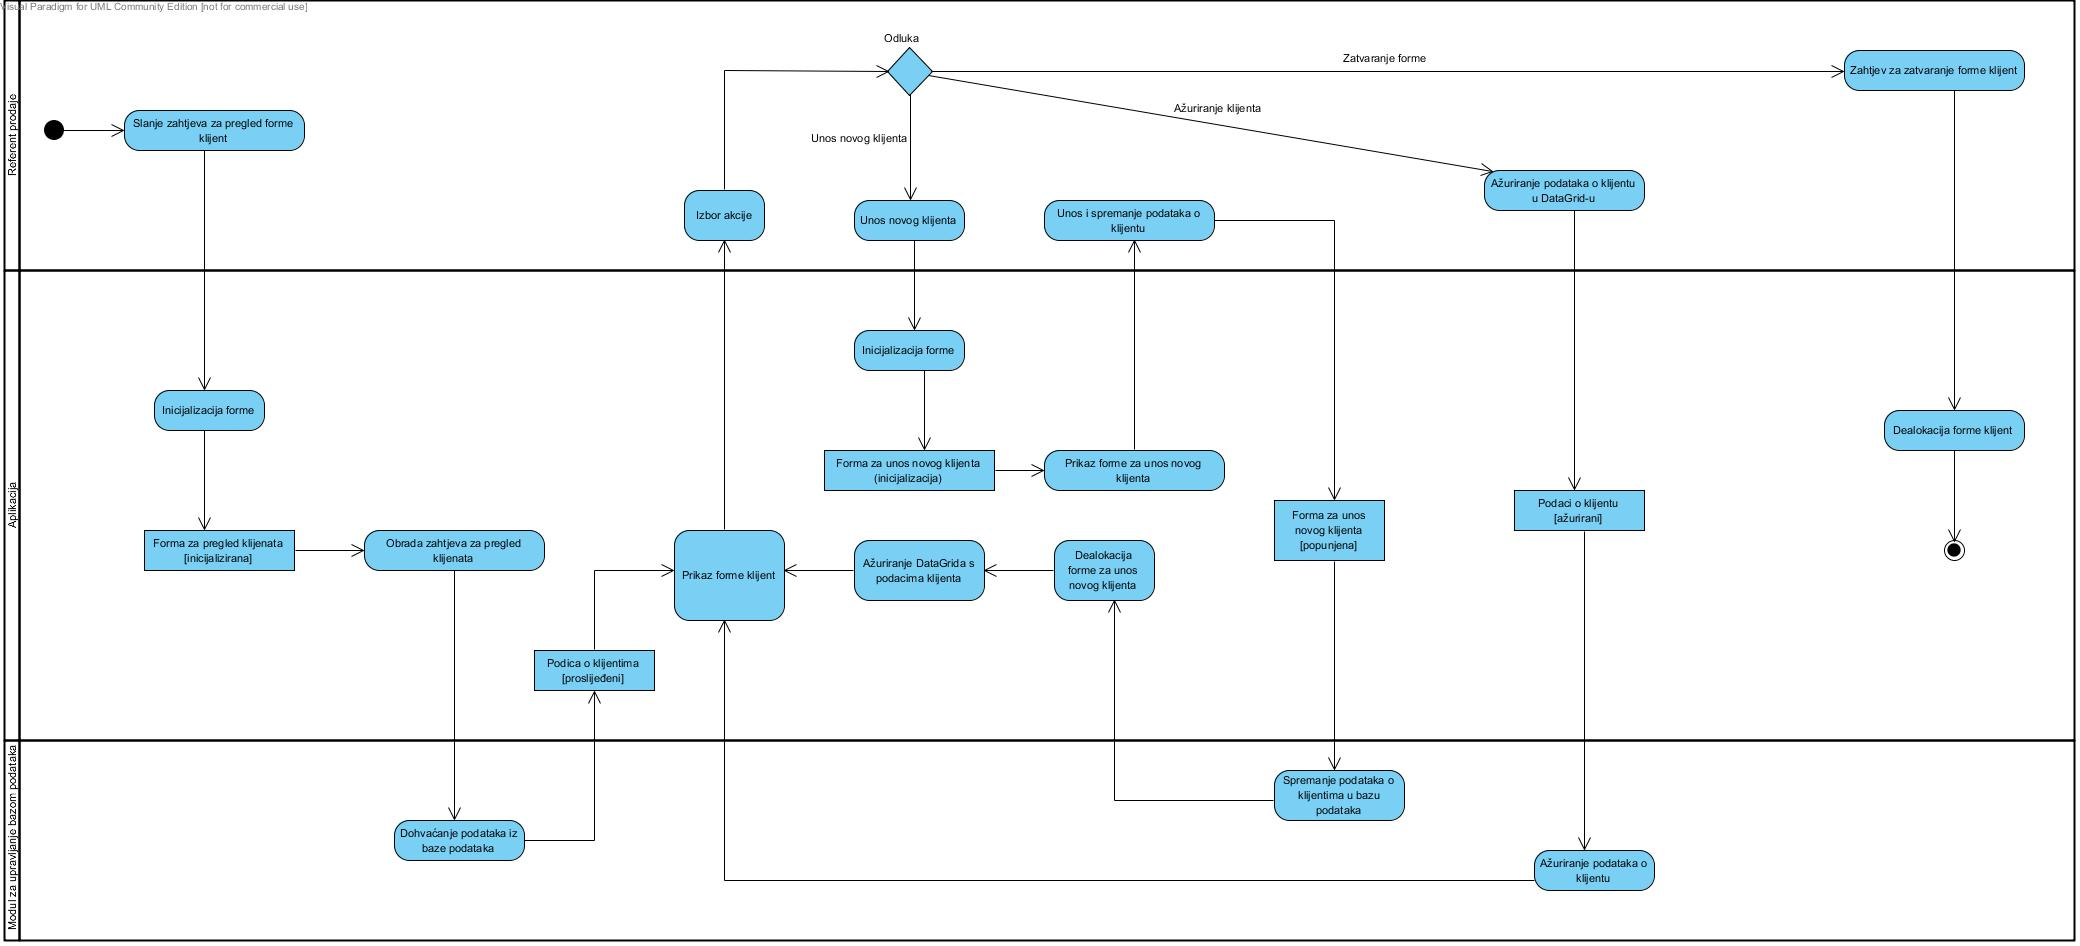 Visual Paradigm for UML Community Edition [not for commercial use]
Referent prodaje
Odluka
Zatvaranje forme
Zahtjev za zatvaranje forme klijent
Ažuriranje klijenta
Slanje zahtjeva za pregled forme
klijent
Unos novog klijenta
Ažuriranje podataka o klijentu
u DataGrid-u
Izbor akcije
Unos novog klijenta
Unos i spremanje podataka o
klijentu
Aplikacija
Inicijalizacija forme
Inicijalizacija forme
Dealokacija forme klijent
Forma za unos novog klijenta
(inicijalizacija)
Prikaz forme za unos novog
klijenta
Forma za unos
novog klijenta
[popunjena]
Podaci o klijentu
[ažurirani]
Forma za pregled klijenata
[inicijalizirana]
Obrada zahtjeva za pregled
klijenata
Prikaz forme klijent
Ažuriranje DataGrida s
podacima klijenta
Dealokacija
forme za unos
novog klijenta
Podica o klijentima
[proslijeđeni]
Modul za upravljanje bazom podataka
Spremanje podataka o
klijentima u bazu
podataka
Dohvaćanje podataka iz
baze podataka
Ažuriranje podataka o
klijentu